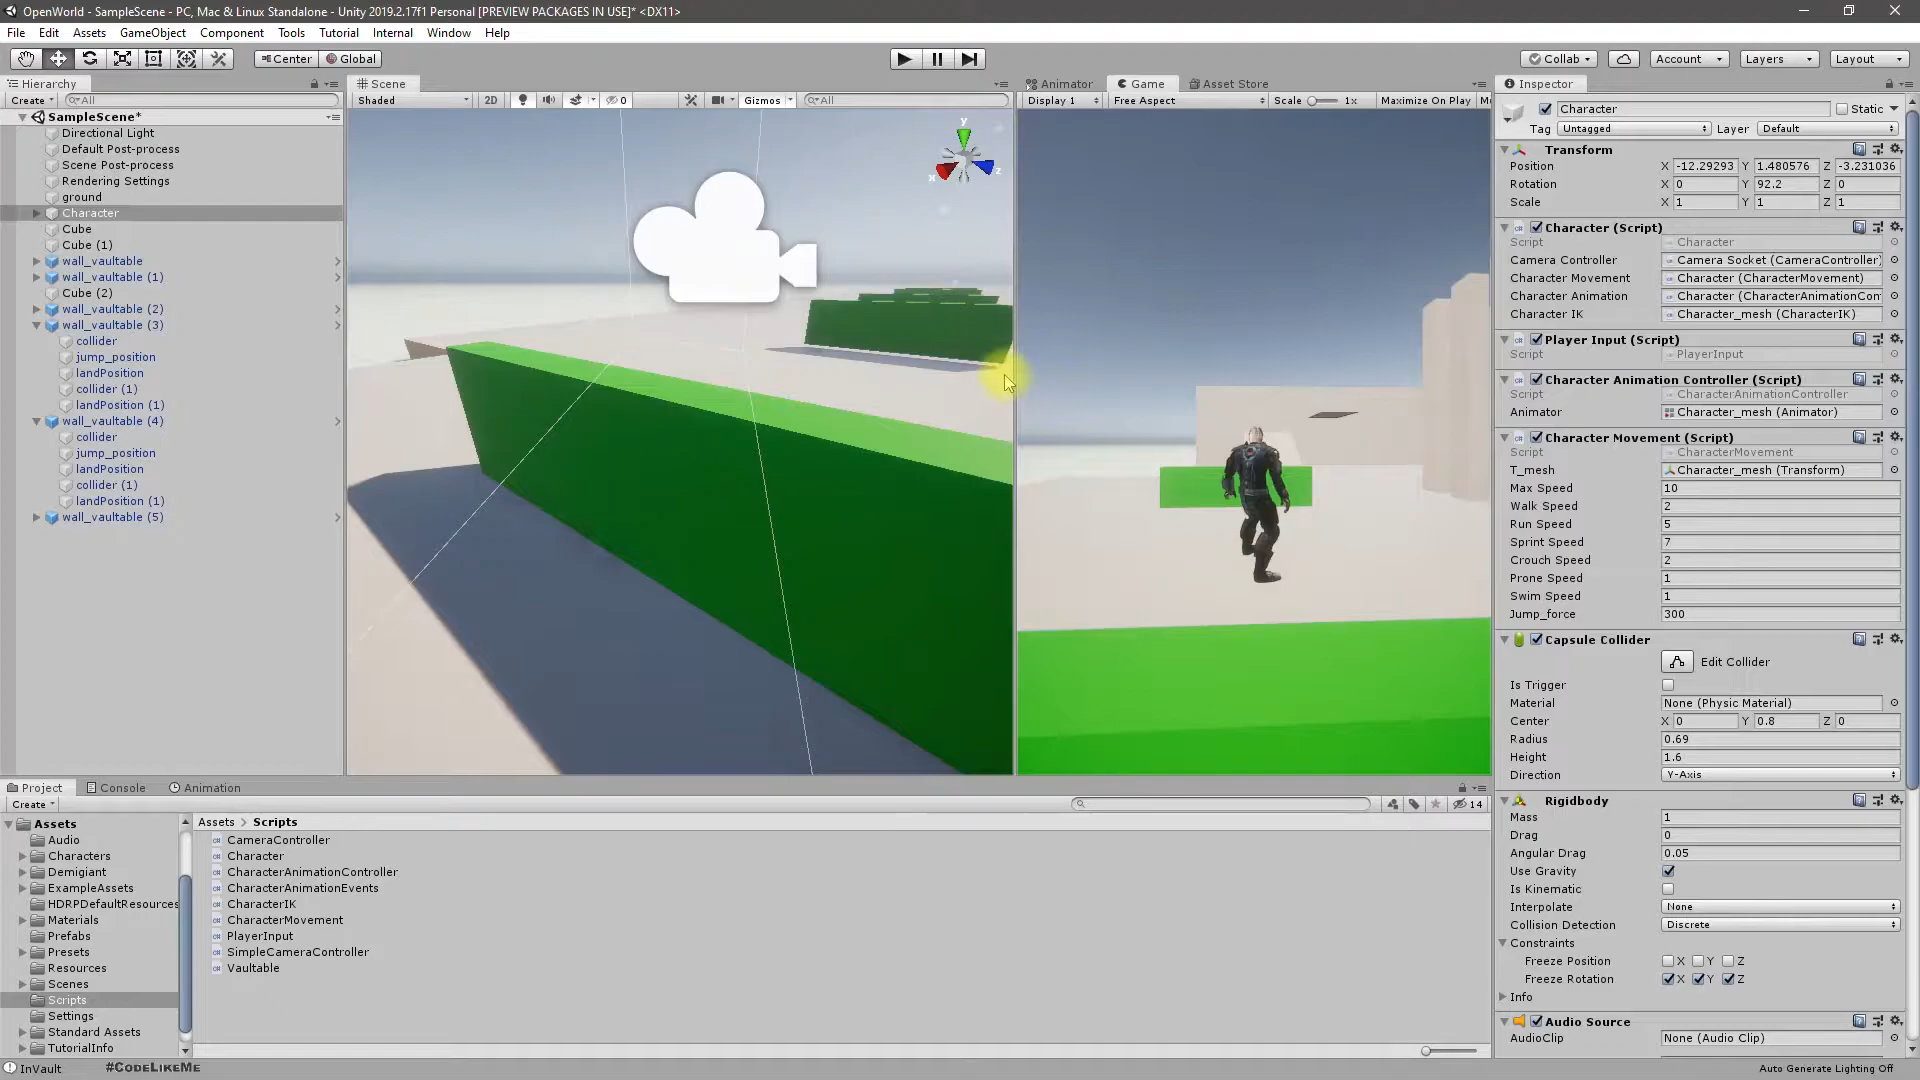 OpenWorld - SampleScene - PC, Mac & Linux Standalone - Unity 2019.2.17f1 Personal [PREVIEW PACKAGES IN USE]* <DX11>
File Edit Assets GameObject Component Tools Tutorial Internal Window Help
Center Global Collab Account Layers Layout
Hierarchy
Create All
SampleScene*
Directional Light
Default Post-process
Scene Post-process
Rendering Settings
ground
Character
Cube
Cube (1)
wall_vaultable
wall_vaultable (1)
Cube (2)
wall_vaultable (2)
wall_vaultable (3)
collider
jump_position
landPosition
collider (1)
landPosition (1)
wall_vaultable (4)
collider
jump_position
landPosition
collider (1)
landPosition (1)
wall_vaultable (5)
Scene
Shaded 2D 0 Gizmos All
y
x
z
Animator Game Asset Store
Display 1 Free Aspect Scale 1x Maximize On Play
Inspector
Character Static
Tag Untagged Layer Default
Transform
Position X -12.29293 Y 1.480576 Z -3.231036
Rotation X 0 Y 92.2 Z 0
Scale X 1 Y 1 Z 1
Character (Script)
Script Character
Camera Controller Camera Socket (CameraController)
Character Movement Character (CharacterMovement)
Character Animation Character (CharacterAnimationCon
Character IK Character_mesh (CharacterIK)
Player Input (Script)
Script PlayerInput
Character Animation Controller (Script)
Script CharacterAnimationController
Animator Character_mesh (Animator)
Character Movement (Script)
Script CharacterMovement
T_mesh Character_mesh (Transform)
Max Speed 10
Walk Speed 2
Run Speed 5
Sprint Speed 7
Crouch Speed 2
Prone Speed 1
Swim Speed 1
Jump_force 300
Capsule Collider
Edit Collider
Is Trigger
Material None (Physic Material)
Center X 0 Y 0.8 Z 0
Radius 0.69
Height 1.6
Direction Y-Axis
Rigidbody
Mass 1
Drag 0
Angular Drag 0.05
Use Gravity
Is Kinematic
Interpolate None
Collision Detection Discrete
Constraints
Freeze Position X Y Z
Freeze Rotation X Y Z
Info
Audio Source
AudioClip None (Audio Clip)
Project Console Animation
Create 14
Assets
Audio
Characters
Demigiant
ExampleAssets
HDRPDefaultResources
Materials
Prefabs
Presets
Resources
Scenes
Scripts
Settings
Standard Assets
TutorialInfo
Assets > Scripts
CameraController
Character
CharacterAnimationController
CharacterAnimationEvents
CharacterIK
CharacterMovement
PlayerInput
SimpleCameraController
Vaultable
InVault #CODELIKEME Auto Generate Lighting Off